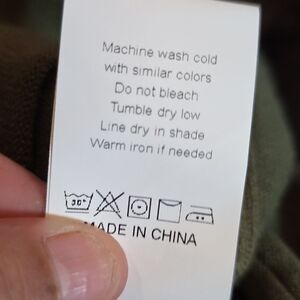 Machine wash cold
with similar colors
Do not bleach
Tumble dry low
Line dry in shade
Warm iron if needed
30°
MADE IN CHINA